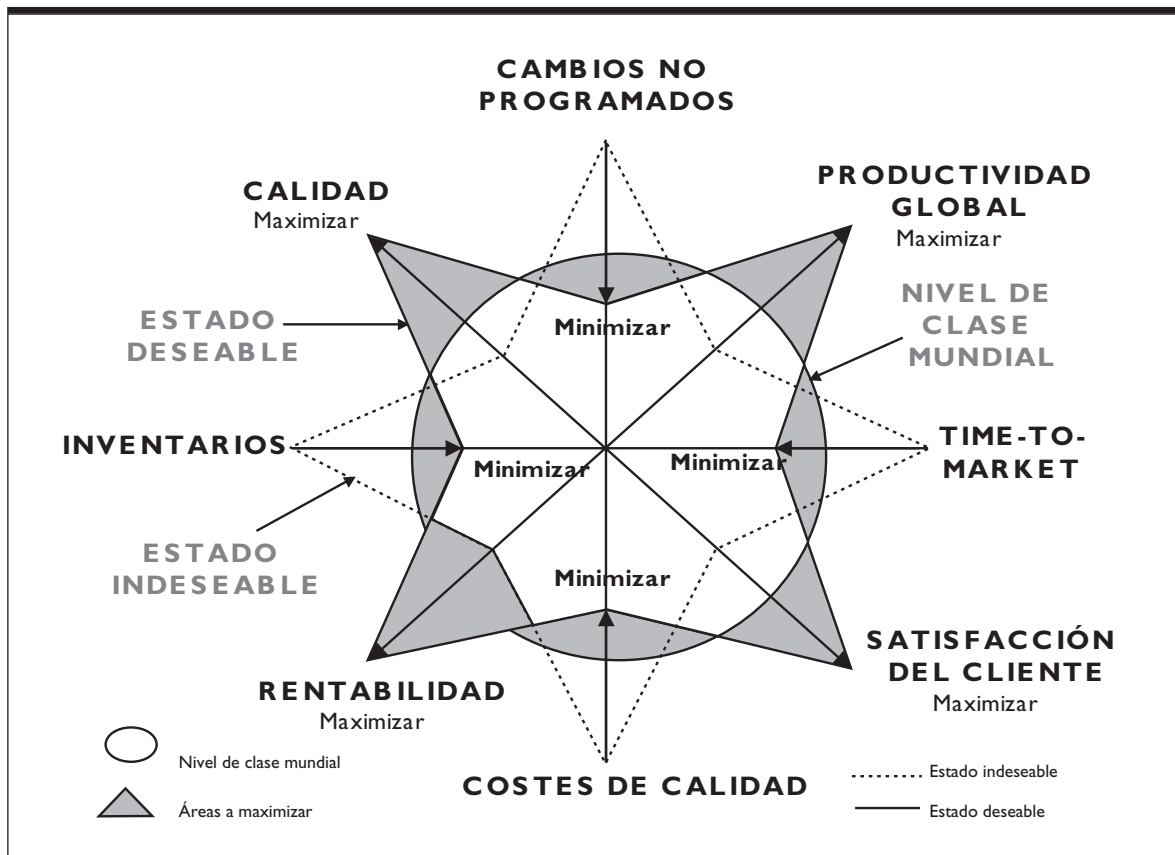 CAMBIOS NO
PROGRAMADOS
CALIDAD
Maximizar
PRODUCTIVIDAD
GLOBAL
Maximizar
ESTADO
DESEABLE
NIVEL DE
CLASE
MUNDIAL
Minimizar
INVENTARIOS
Minimizar
Minimizar
TIME-TO-
MARKET
ESTADO
INDESEABLE
Minimizar
SATISFACCIÓN
DEL CLIENTE
Maximizar
RENTABILIDAD
Maximizar
COSTES DE CALIDAD
Nivel de clase mundial
Áreas a maximizar
Estado indeseable
Estado deseable